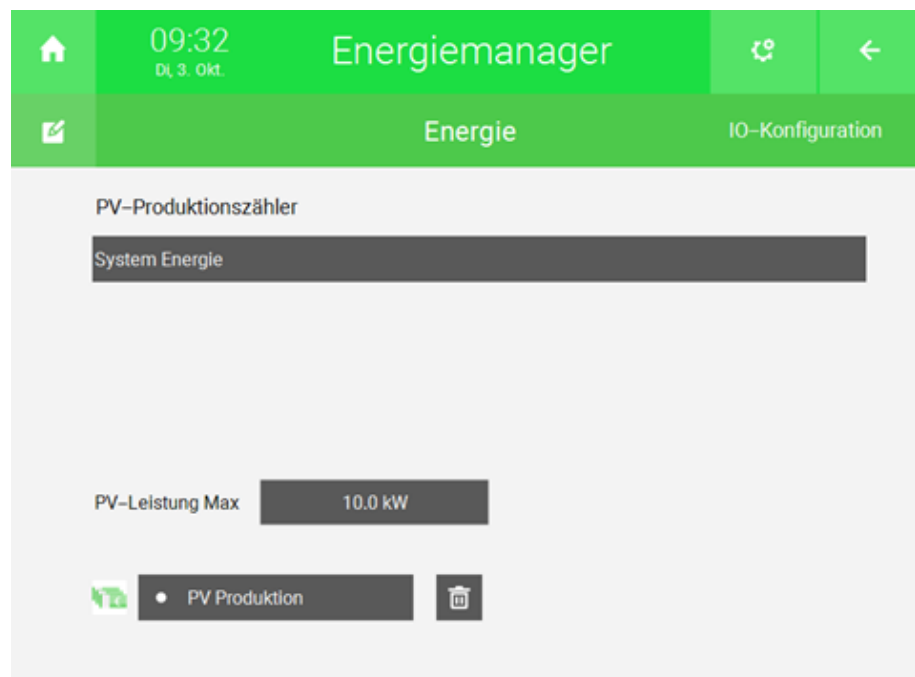 09:32
Di, 3. Okt.
Energiemanager
Energie
IO-Konfiguration
PV-Produktionszähler
System Energie
PV-Leistung Max
10.0 kW
PV Produktion